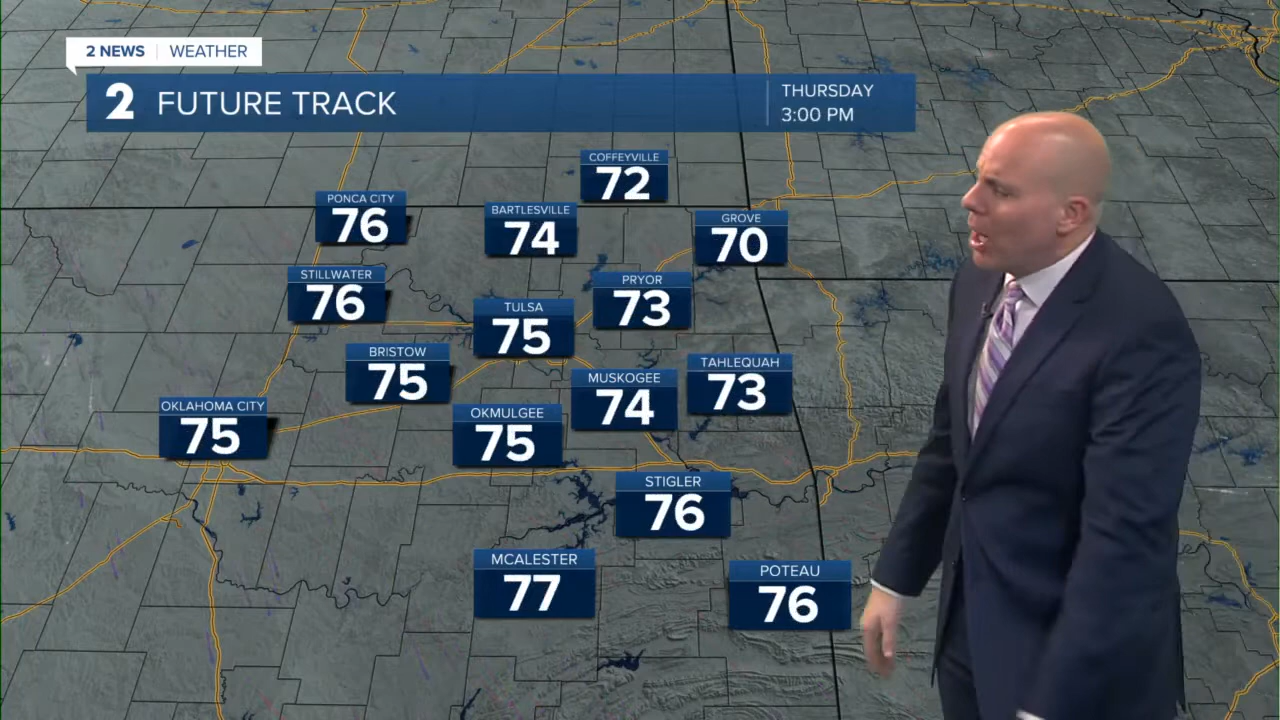 2 NEWS | WEATHER
2 FUTURE TRACK
THURSDAY
3:00 PM
COFFEYVILLE
72
PONCA CITY
76
BARTLESVILLE
74
GROVE
70
STILLWATER
76
PRYOR
73
TULSA
75
BRISTOW
75
TAHLEQUAH
73
MUSKOGEE
74
OKLAHOMA CITY
75
OKMULGEE
75
STIGLER
76
MCALESTER
77
POTEAU
76